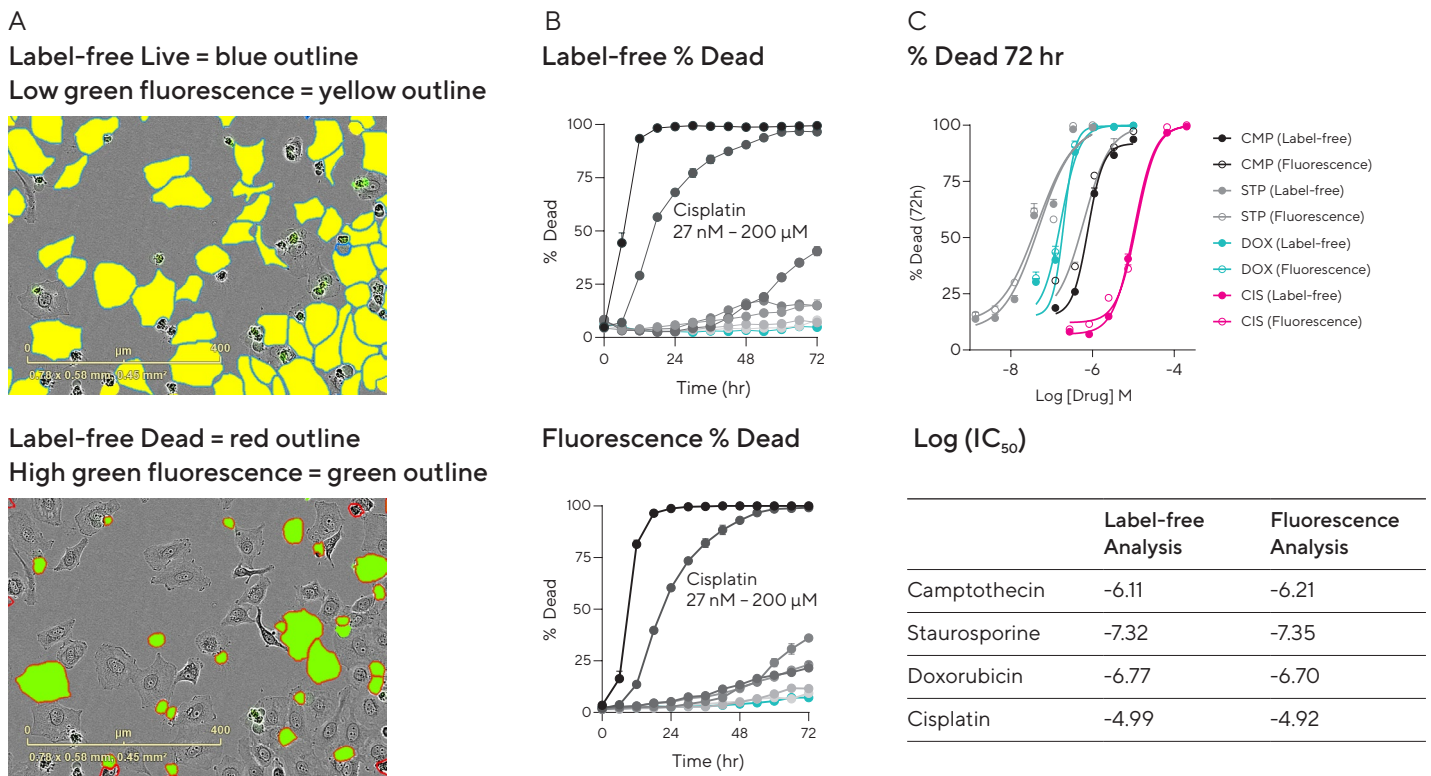 A
Label-free Live = blue outline
Low green fluorescence = yellow outline
0
µm
400
0.78 x 0.58 mm, 0.45 mm²
Label-free Dead = red outline
High green fluorescence = green outline
0
µm
400
0.78 x 0.58 mm, 0.45 mm²
B
Label-free % Dead
100
75
50
25
0
% Dead
Cisplatin
27 nM – 200 µM
0
24
48
72
Time (hr)
Fluorescence % Dead
100
75
50
25
0
% Dead
Cisplatin
27 nM – 200 µM
0
24
48
72
Time (hr)
C
% Dead 72 hr
100
75
50
25
0
% Dead (72h)
-8
-6
-4
Log [Drug] M
CMP (Label-free)
CMP (Fluorescence)
STP (Label-free)
STP (Fluorescence)
DOX (Label-free)
DOX (Fluorescence)
CIS (Label-free)
CIS (Fluorescence)
Log (IC₅₀)
Label-free Fluorescence
Analysis Analysis
Camptothecin -6.11 -6.21
Staurosporine -7.32 -7.35
Doxorubicin -6.77 -6.70
Cisplatin -4.99 -4.92